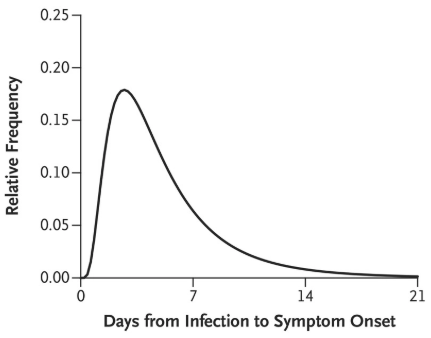 Relative Frequency
0.25
0.20
0.15
0.10
0.05
0.00
0 7 14 21
Days from Infection to Symptom Onset